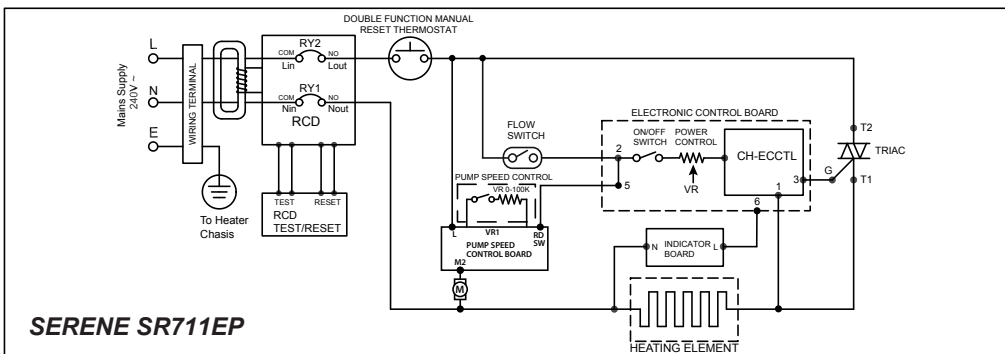 DOUBLE FUNCTION MANUAL
RESET THERMOSTAT
L
N
E
Mains Supply
240V ~
WIRING TERMINAL
RY2
COM
NO
Lin
Lout
RY1
COM
NO
Nin
Nout
RCD
TEST
RESET
RCD
TEST/RESET
To Heater
Chasis
FLOW
SWITCH
PUMP SPEED CONTROL
VR 0-100K
L
VR1
RD
SW
PUMP SPEED
CONTROL BOARD
M2
M
ELECTRONIC CONTROL BOARD
2
5
ON/OFF
SWITCH
POWER
CONTROL
VR
CH-ECCTL
3
1
6
G
T2
TRIAC
T1
N
INDICATOR
BOARD
L
HEATING ELEMENT
SERENE SR711EP